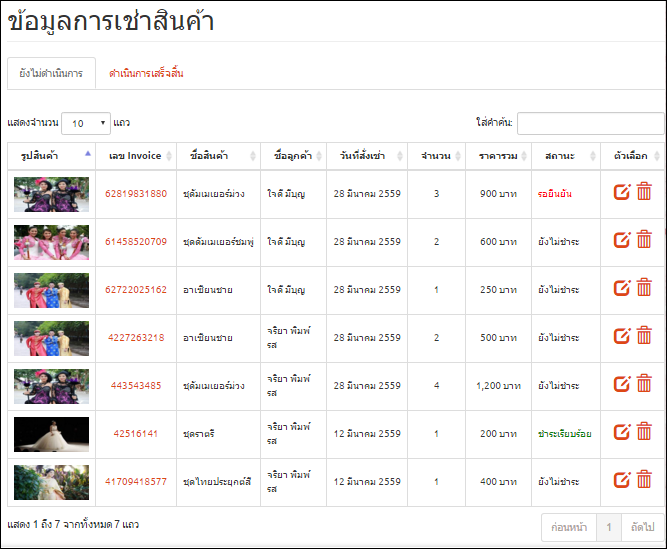 ข้อมูลการเช่าสินค้า
ยังไม่ดำเนินการ ดำเนินการเสร็จสิ้น
แสดงจำนวน 10 แถว ใส่คำค้น:
รูปสินค้า เลข Invoice ชื่อสินค้า ชื่อลูกค้า วันที่สั่งเช่า จำนวน ราคารวม สถานะ ตัวเลือก
62819831880 ชุดัมเมเยอร์ม่วง ใจดี มีบุญ 28 มีนาคม 2559 3 900 บาท รอยืนยัน
61458520709 ชุดดัมเมเยอร์ชมพู่ ใจดี มีบุญ 28 มีนาคม 2559 2 600 บาท ยังไม่ชำระ
62722025162 อาเซียนชาย ใจดี มีบุญ 28 มีนาคม 2559 1 250 บาท ยังไม่ชำระ
4227263218 อาเซียนชาย จริยา พิมพ์ 28 มีนาคม 2559 2 500 บาท ยังไม่ชำระ
รส
443543485 ชุดัมเมเยอร์ม่วง จริยา พิมพ์ 28 มีนาคม 2559 4 1,200 บาท ยังไม่ชำระ
รส
42516141 ชุดราตรี จริยา พิมพ์ 12 มีนาคม 2559 1 200 บาท ชำระเรียบร้อย
รส
41709418577 ชุดไทยประยุกต์สี จริยา พิมพ์ 12 มีนาคม 2559 1 400 บาท ยังไม่ชำระ
รส
แสดง 1 ถึง 7 จากทั้งหมด 7 แถว ก่อนหน้า 1 ถัดไป